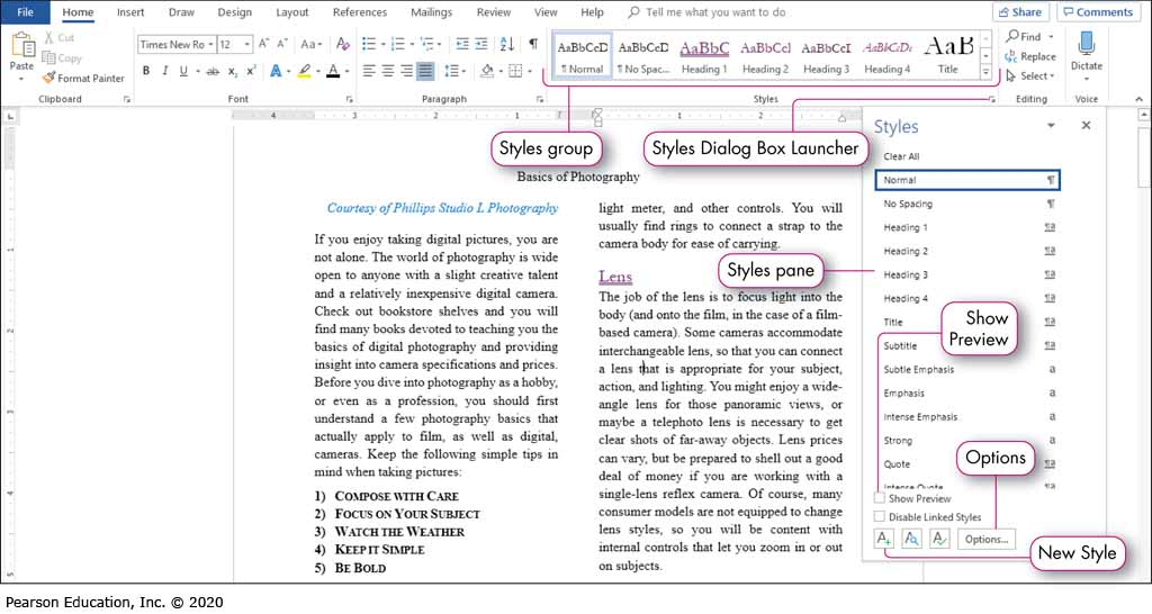 File Home Insert Draw Design Layout References Mailings Review View Help Tell me what you want to do Share Comments
Paste
Cut
Copy
Format Painter
Clipboard
Times New Ro 12
Aa
B I U ab x₂ x²
Font
Paragraph
AaBbCcD
¶ Normal
AaBbCcD
¶ No Spac...
AaBbC
Heading 1
AaBbCcl
Heading 2
AaBbCcI
Heading 3
AaBbCcDc
Heading 4
AaB
Title
Styles
Find
Replace
Select
Editing
Dictate
Voice
4 3 2 1 1 2
Styles group
Styles Dialog Box Launcher
Basics of Photography
Courtesy of Phillips Studio L Photography
If you enjoy taking digital pictures, you are
not alone. The world of photography is wide
open to anyone with a slight creative talent
and a relatively inexpensive digital camera.
Check out bookstore shelves and you will
find many books devoted to teaching you the
basics of digital photography and providing
insight into camera specifications and prices.
Before you dive into photography as a hobby,
or even as a profession, you should first
understand a few photography basics that
actually apply to film, as well as digital,
cameras. Keep the following simple tips in
mind when taking pictures:
1) COMPOSE WITH CARE
2) FOCUS ON YOUR SUBJECT
3) WATCH THE WEATHER
4) KEEP IT SIMPLE
5) BE BOLD
light meter, and other controls. You will
usually find rings to connect a strap to the
camera body for ease of carrying.
Lens
The job of the lens is to focus light into the
body (and onto the film, in the case of a film-
based camera). Some cameras accommodate
interchangeable lens, so that you can connect
a lens that is appropriate for your subject,
action, and lighting. You might enjoy a wide-
angle lens for those panoramic views, or
maybe a telephoto lens is necessary to get
clear shots of far-away objects. Lens prices
can vary, but be prepared to shell out a good
deal of money if you are working with a
single-lens reflex camera. Of course, many
consumer models are not equipped to change
lens styles, so you will be content with
internal controls that let you zoom in or out
on subjects.
Styles pane
Styles
Clear All
Normal ¶
No Spacing ¶
Heading 1 ¶a
Heading 2 ¶a
Heading 3 ¶a
Heading 4 ¶a
Title ¶a
Subtitle ¶a
Subtle Emphasis a
Emphasis a
Intense Emphasis a
Strong a
Quote ¶a
Intense Quote ¶a
Show Preview
Disable Linked Styles
Options...
Show
Preview
Options
New Style
Pearson Education, Inc. © 2020